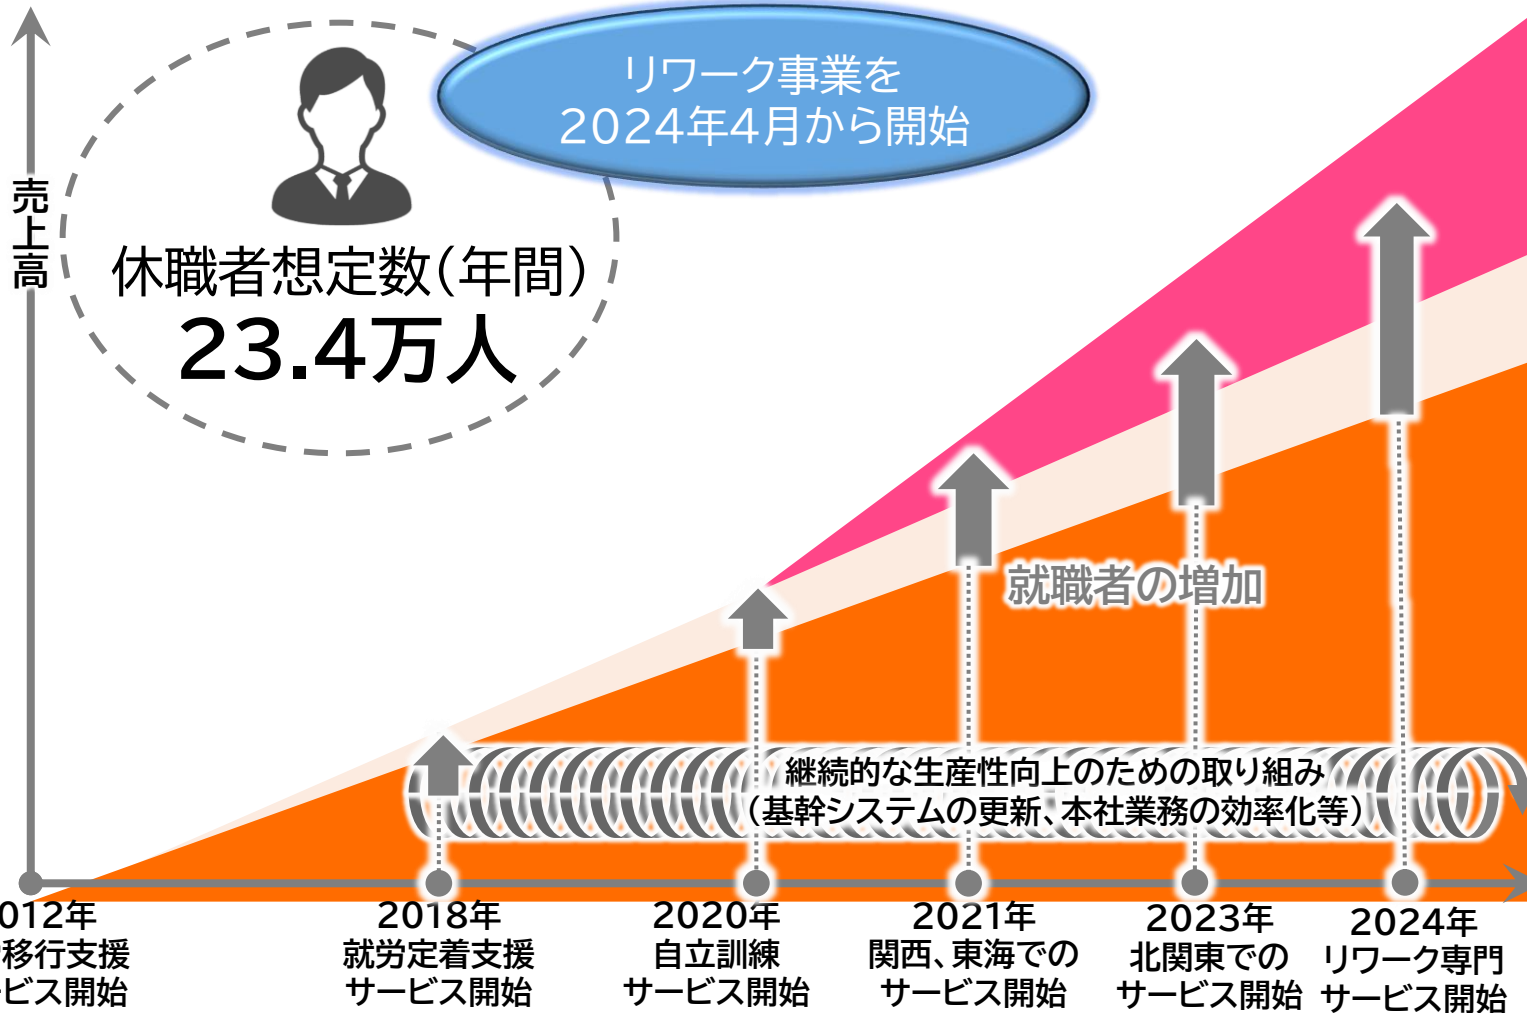 リワーク事業を
2024年4月から開始
売上高
休職者想定数（年間）
23.4万人
就職者の増加
継続的な生産性向上のための取り組み
（基幹システムの更新、本社業務の効率化等）
012年
移行支援
ービス開始
2018年
就労定着支援
サービス開始
2020年
自立訓練
サービス開始
2021年
関西、東海での
サービス開始
2023年
北関東での
サービス開始
2024年
リワーク専門
サービス開始